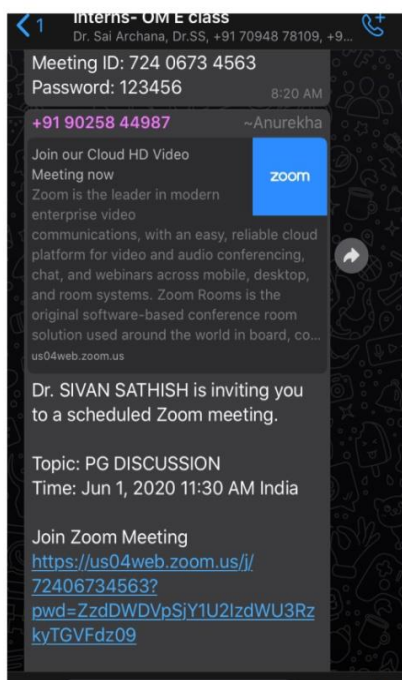 1
Interns- OM E class
Dr. Sai Archana, Dr.SS, +91 70948 78109, +9...
Meeting ID: 724 0673 4563
Password: 123456
8:20 AM
+91 90258 44987 ~Anurekha
Join our Cloud HD Video
Meeting now
zoom
Zoom is the leader in modern
enterprise video
communications, with an easy, reliable cloud
platform for video and audio conferencing,
chat, and webinars across mobile, desktop,
and room systems. Zoom Rooms is the
original software-based conference room
solution used around the world in board, co...
us04web.zoom.us
Dr. SIVAN SATHISH is inviting you
to a scheduled Zoom meeting.
Topic: PG DISCUSSION
Time: Jun 1, 2020 11:30 AM India
Join Zoom Meeting
https://us04web.zoom.us/j/
72406734563?
pwd=ZzdDWDVpSjY1U2IzdWU3Rz
kyTGVFdz09